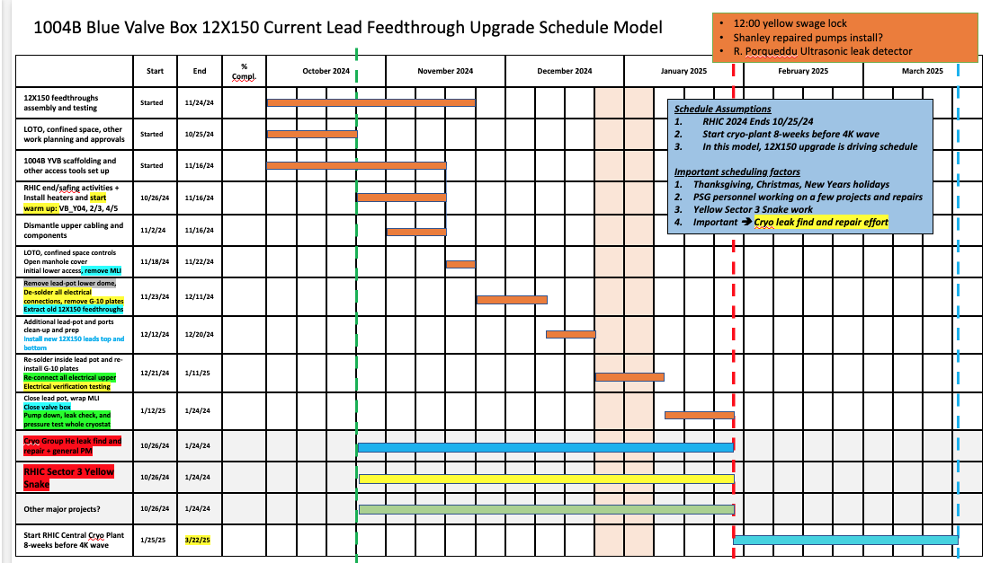 1004B Blue Valve Box 12X150 Current Lead Feedthrough Upgrade Schedule Model
• 12:00 yellow swage lock
• Shanley repaired pumps install?
• R. Porqueddu Ultrasonic leak detector
Start
End
%
Compl.
October 2024
November 2024
December 2024
January 2025
February 2025
March 2025
12X150 feedthroughs
assembly and testing
Started
11/24/24
LOTO, confined space, other
work planning and approvals
Started
10/25/24
1004B YVB scaffolding and
other access tools set up
Started
11/16/24
RHIC end/safing activities +
Install heaters and start
warm up: VB_Y04, 2/3, 4/5
10/26/24
11/16/24
Dismantle upper cabling and
components
11/2/24
11/16/24
LOTO, confined space controls
Open manhole cover
initial lower access, remove MLI
11/18/24
11/22/24
Remove lead-pot lower dome,
De-solder all electrical
connections, remove G-10 plates
Extract old 12X150 feedthroughs
11/23/24
12/11/24
Additional lead-pot and ports
clean-up and prep
Install new 12X150 leads top and
bottom
12/12/24
12/20/24
Re-solder inside lead pot and re-
install G-10 plates
Re-connect all electrical upper
Electrical verification testing
12/21/24
1/11/25
Close lead pot, wrap MLI
Close valve box
Pump down, leak check, and
pressure test whole cryostat
1/12/25
1/24/24
Cryo Group He leak find and
repair + general PM
10/26/24
1/24/24
RHIC Sector 3 Yellow
Snake
10/26/24
1/24/24
Other major projects?
10/26/24
1/24/24
Start RHIC Central Cryo Plant
8-weeks before 4K wave
1/25/25
3/22/25
Schedule Assumptions
1. RHIC 2024 Ends 10/25/24
2. Start cryo-plant 8-weeks before 4K wave
3. In this model, 12X150 upgrade is driving schedule
Important scheduling factors
1. Thanksgiving, Christmas, New Years holidays
2. PSG personnel working on a few projects and repairs
3. Yellow Sector 3 Snake work
4. Important ➔ Cryo leak find and repair effort